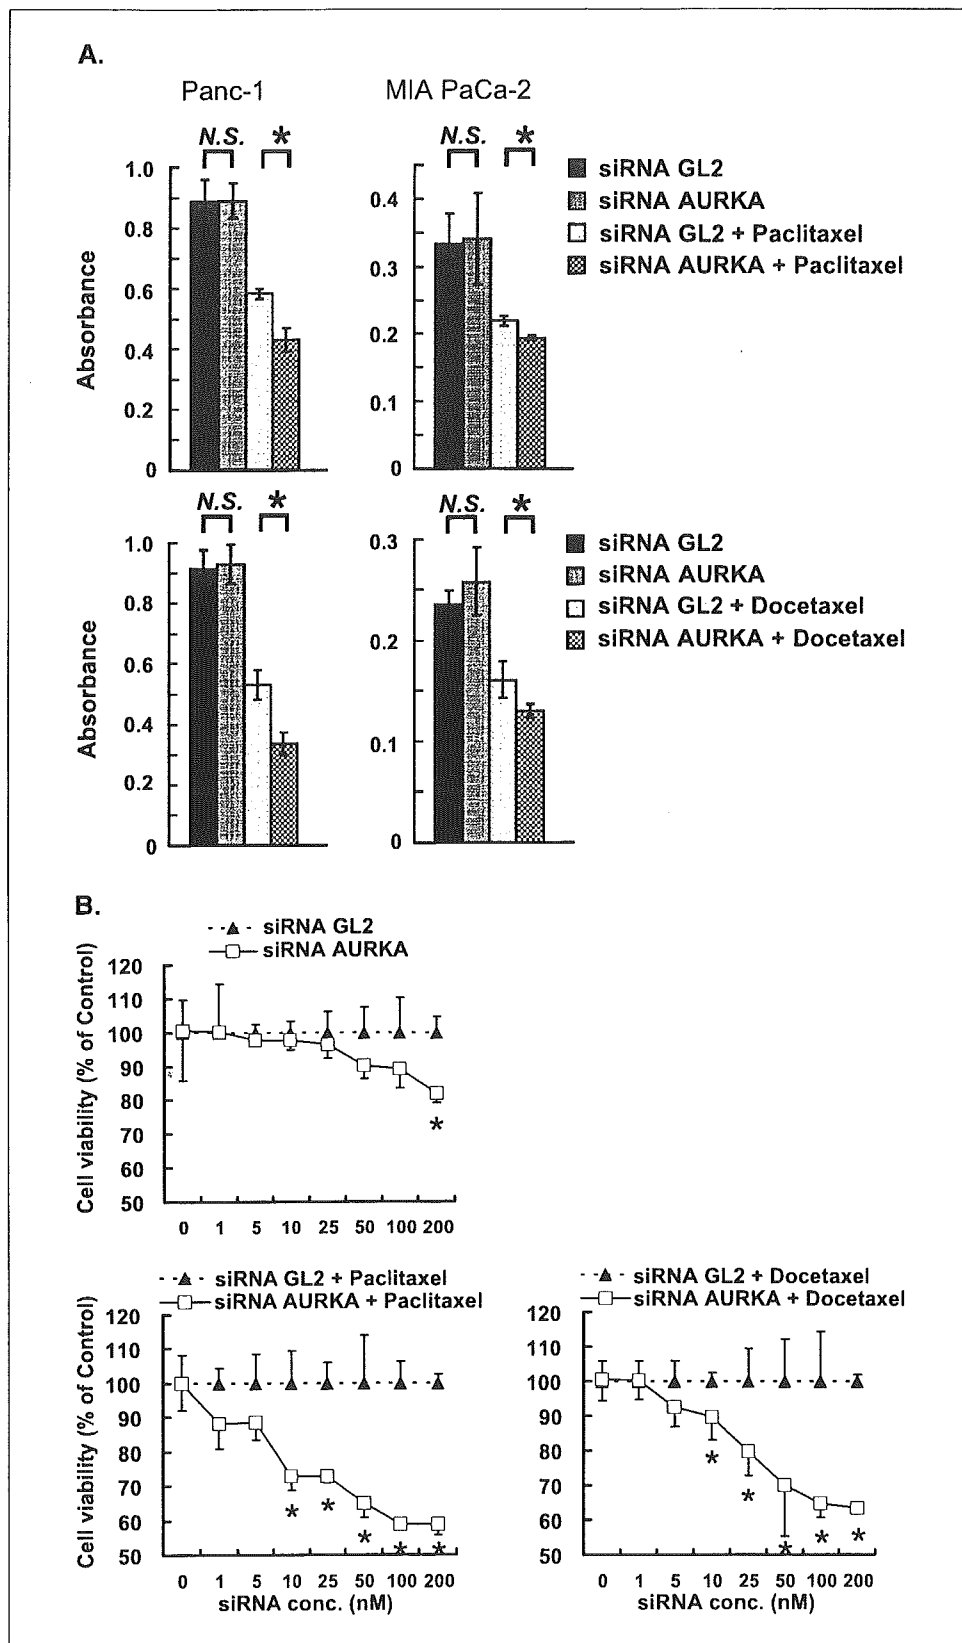 A.
Panc-1
MIA PaCa-2
N.S. *
N.S. *
1.0
0.8
0.6
0.4
0.2
0
Absorbance
0.4
0.3
0.2
0.1
0
siRNA GL2
siRNA AURKA
siRNA GL2 + Paclitaxel
siRNA AURKA + Paclitaxel
N.S. *
N.S. *
1.0
0.8
0.6
0.4
0.2
0
Absorbance
0.3
0.2
0.1
0
siRNA GL2
siRNA AURKA
siRNA GL2 + Docetaxel
siRNA AURKA + Docetaxel
B.
siRNA GL2
siRNA AURKA
Cell viability (% of Control)
120
110
100
90
80
70
60
50
*
0 1 5 10 25 50 100 200
siRNA GL2 + Paclitaxel
siRNA AURKA + Paclitaxel
Cell viability (% of Control)
120
110
100
90
80
70
60
50
* * * * *
0 1 5 10 25 50 100 200
siRNA conc. (nM)
siRNA GL2 + Docetaxel
siRNA AURKA + Docetaxel
120
110
100
90
80
70
60
50
* * * * *
0 1 5 10 25 50 100 200
siRNA conc. (nM)